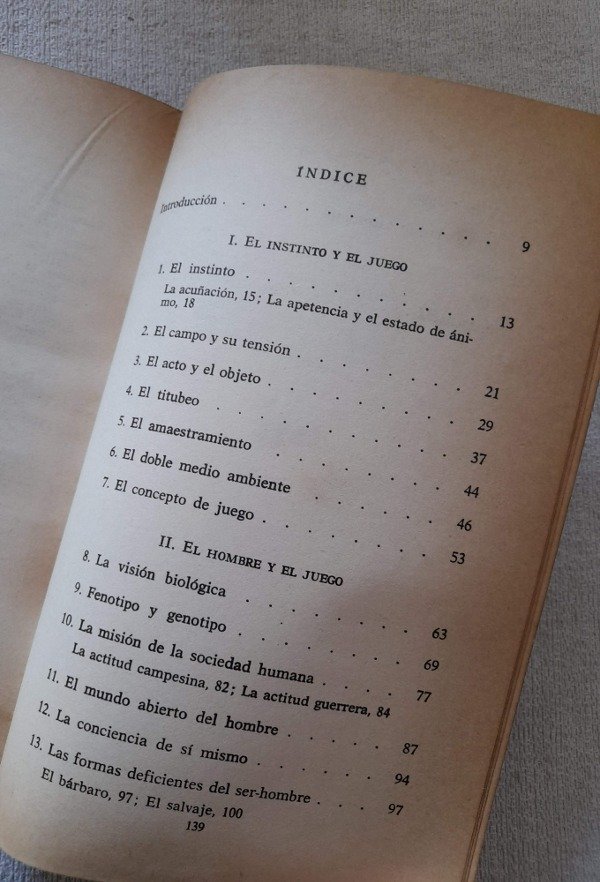 ÍNDICE
Introducción . . . . . . . . . . . . 9
I. EL INSTINTO Y EL JUEGO
1. El instinto . . . . . . . . . . . 13
La acuñación, 15; La apetencia y el estado de áni-
mo, 18
2. El campo y su tensión . . . . . . . . 21
3. El acto y el objeto . . . . . . . . . 29
4. El titubeo . . . . . . . . . . . 37
5. El amaestramiento . . . . . . . . . 44
6. El doble medio ambiente . . . . . . . 46
7. El concepto de juego . . . . . . . . 53
II. EL HOMBRE Y EL JUEGO
8. La visión biológica . . . . . . . . 63
9. Fenotipo y genotipo . . . . . . . . 69
10. La misión de la sociedad humana . . . . . 77
La actitud campesina, 82; La actitud guerrera, 84
11. El mundo abierto del hombre . . . . . . 87
12. La conciencia de sí mismo . . . . . . . 94
13. Las formas deficientes del ser-hombre . . . . 97
El bárbaro, 97; El salvaje, 100
139